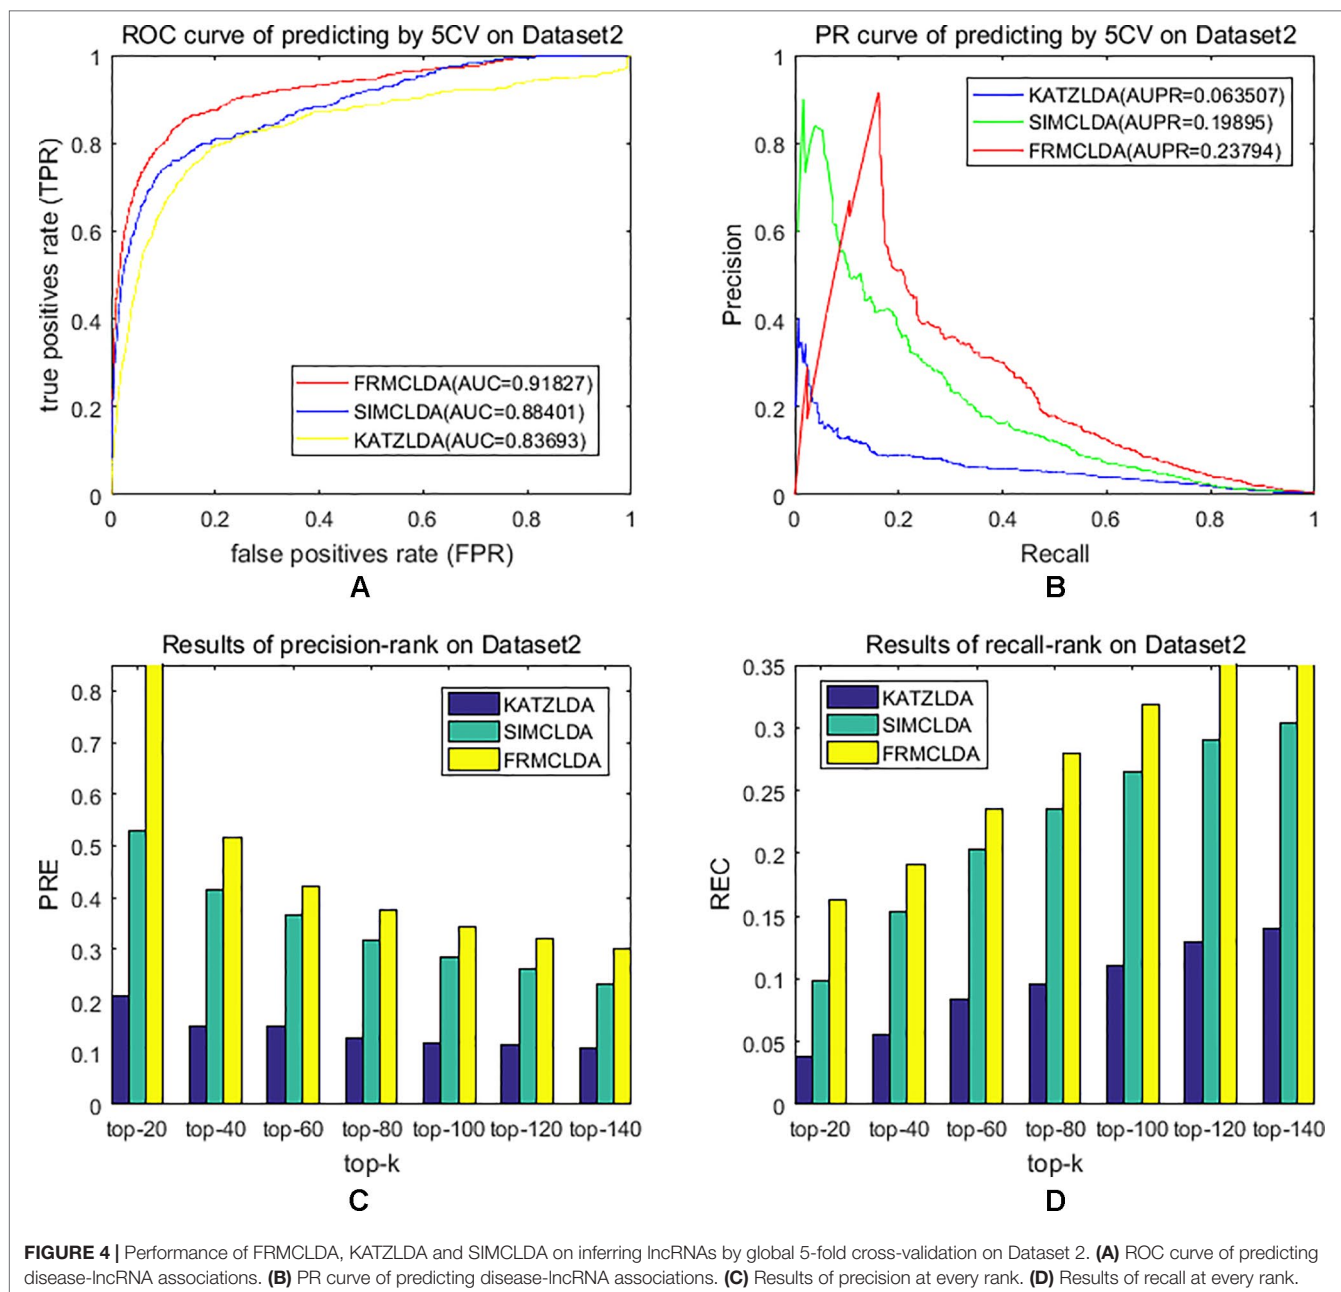 ROC curve of predicting by 5CV on Dataset2
1
0.8
0.6
0.4
0.2
0
true positives rate (TPR)
FRMCLDA(AUC=0.91827)
SIMCLDA(AUC=0.88401)
KATZLDA(AUC=0.83693)
0 0.2 0.4 0.6 0.8 1
false positives rate (FPR)
A
PR curve of predicting by 5CV on Dataset2
1
0.8
0.6
0.4
0.2
0
Precision
KATZLDA(AUPR=0.063507)
SIMCLDA(AUPR=0.19895)
FRMCLDA(AUPR=0.23794)
0 0.2 0.4 0.6 0.8 1
Recall
B
Results of precision-rank on Dataset2
0.8
0.7
0.6
0.5
0.4
0.3
0.2
0.1
0
PRE
KATZLDA
SIMCLDA
FRMCLDA
top-20 top-40 top-60 top-80 top-100 top-120 top-140
top-k
C
Results of recall-rank on Dataset2
0.35
0.3
0.25
0.2
0.15
0.1
0.05
0
REC
KATZLDA
SIMCLDA
FRMCLDA
top-20 top-40 top-60 top-80 top-100 top-120 top-140
top-k
D
FIGURE 4 | Performance of FRMCLDA, KATZLDA and SIMCLDA on inferring lncRNAs by global 5-fold cross-validation on Dataset 2. (A) ROC curve of predicting
disease-lncRNA associations. (B) PR curve of predicting disease-lncRNA associations. (C) Results of precision at every rank. (D) Results of recall at every rank.